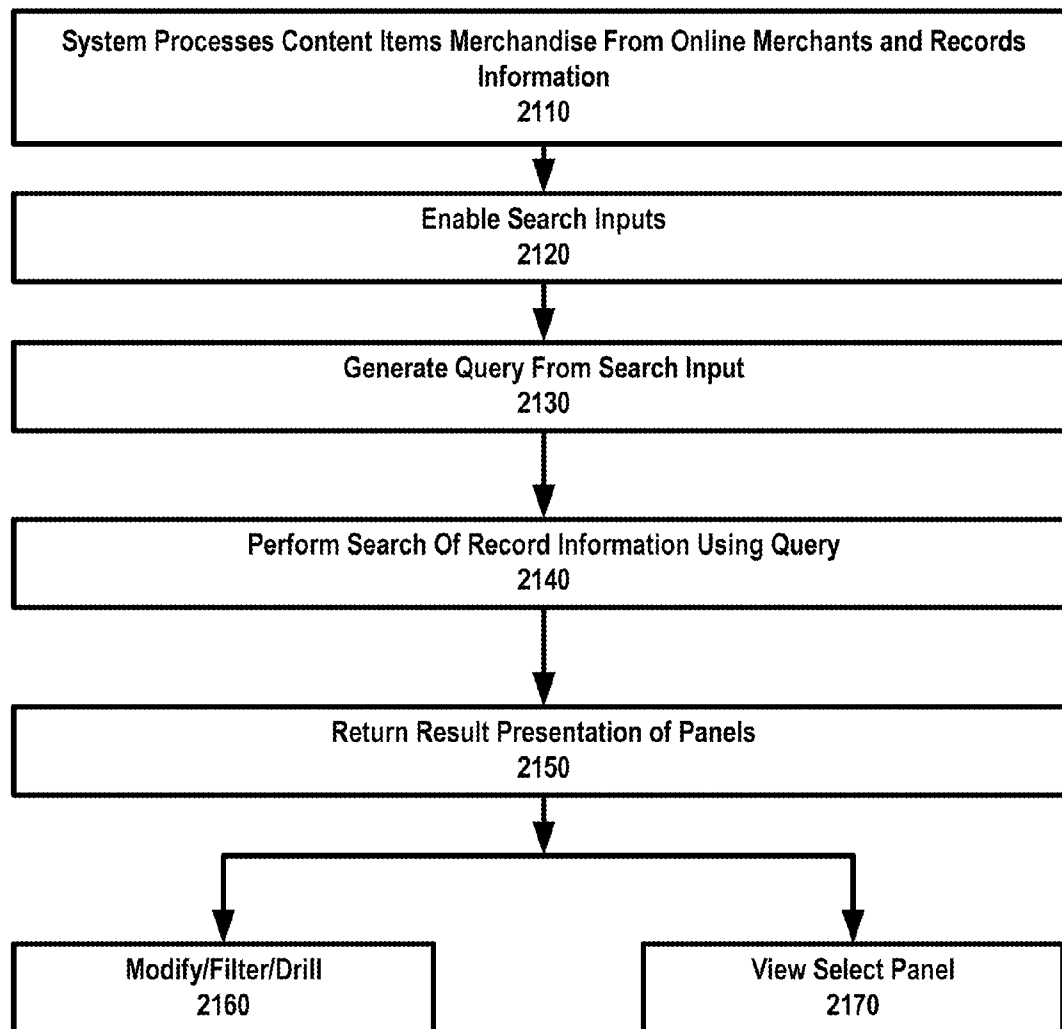 System Processes Content Items Merchandise From Online Merchants and Records
Information
2110
Enable Search Inputs
2120
Generate Query From Search Input
2130
Perform Search Of Record Information Using Query
2140
Return Result Presentation of Panels
2150
Modify/Filter/Drill
2160
View Select Panel
2170